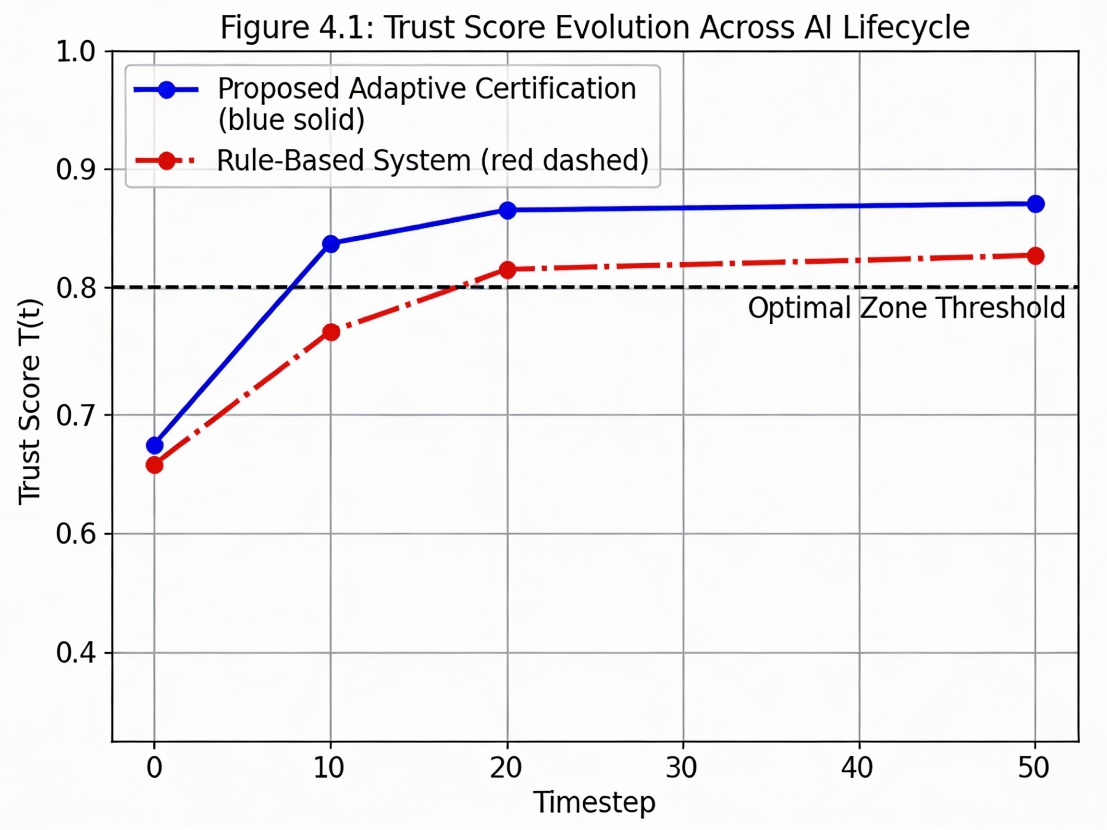 Figure 4.1: Trust Score Evolution Across AI Lifecycle
1.0
Proposed Adaptive Certification
(blue solid)
Rule-Based System (red dashed)
0.9
0.8
Optimal Zone Threshold
Trust Score T(t)
0.7
0.6
0.4
0 10 20 30 40 50
Timestep